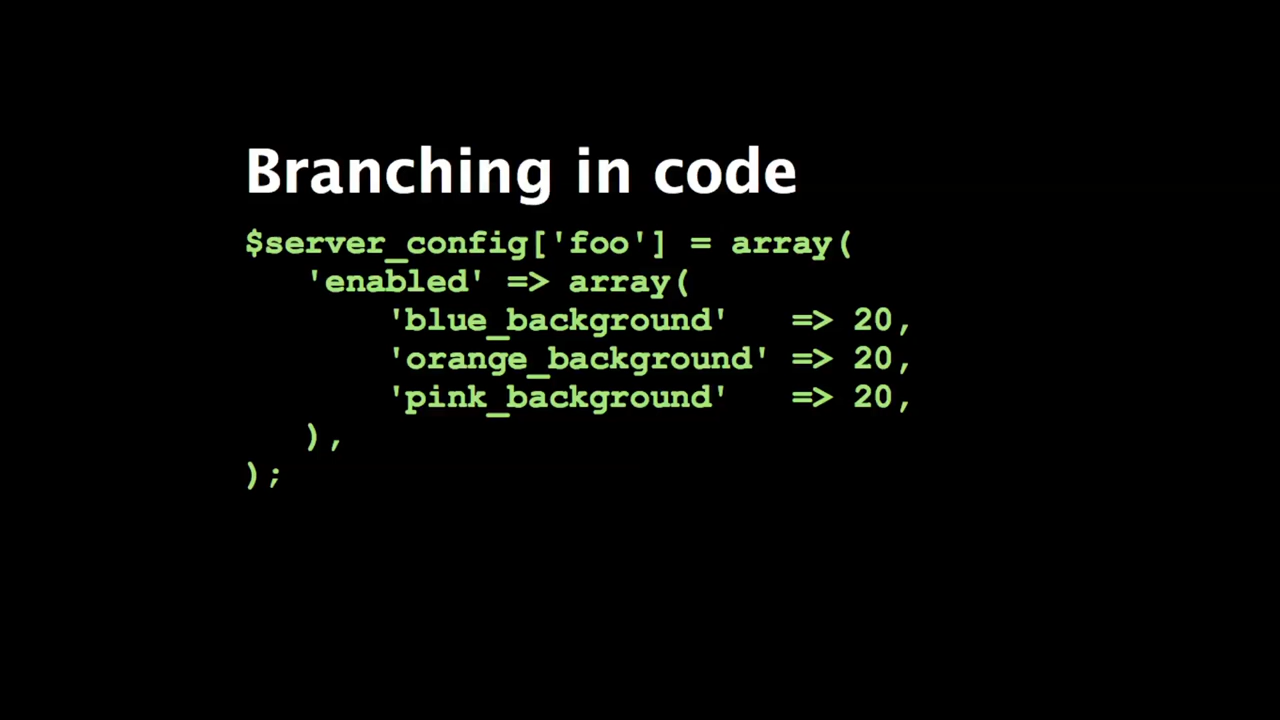 Branching in code
$server_config['foo'] = array(
   'enabled' => array(
       'blue_background'   => 20,
       'orange_background' => 20,
       'pink_background'   => 20,
   ),
);